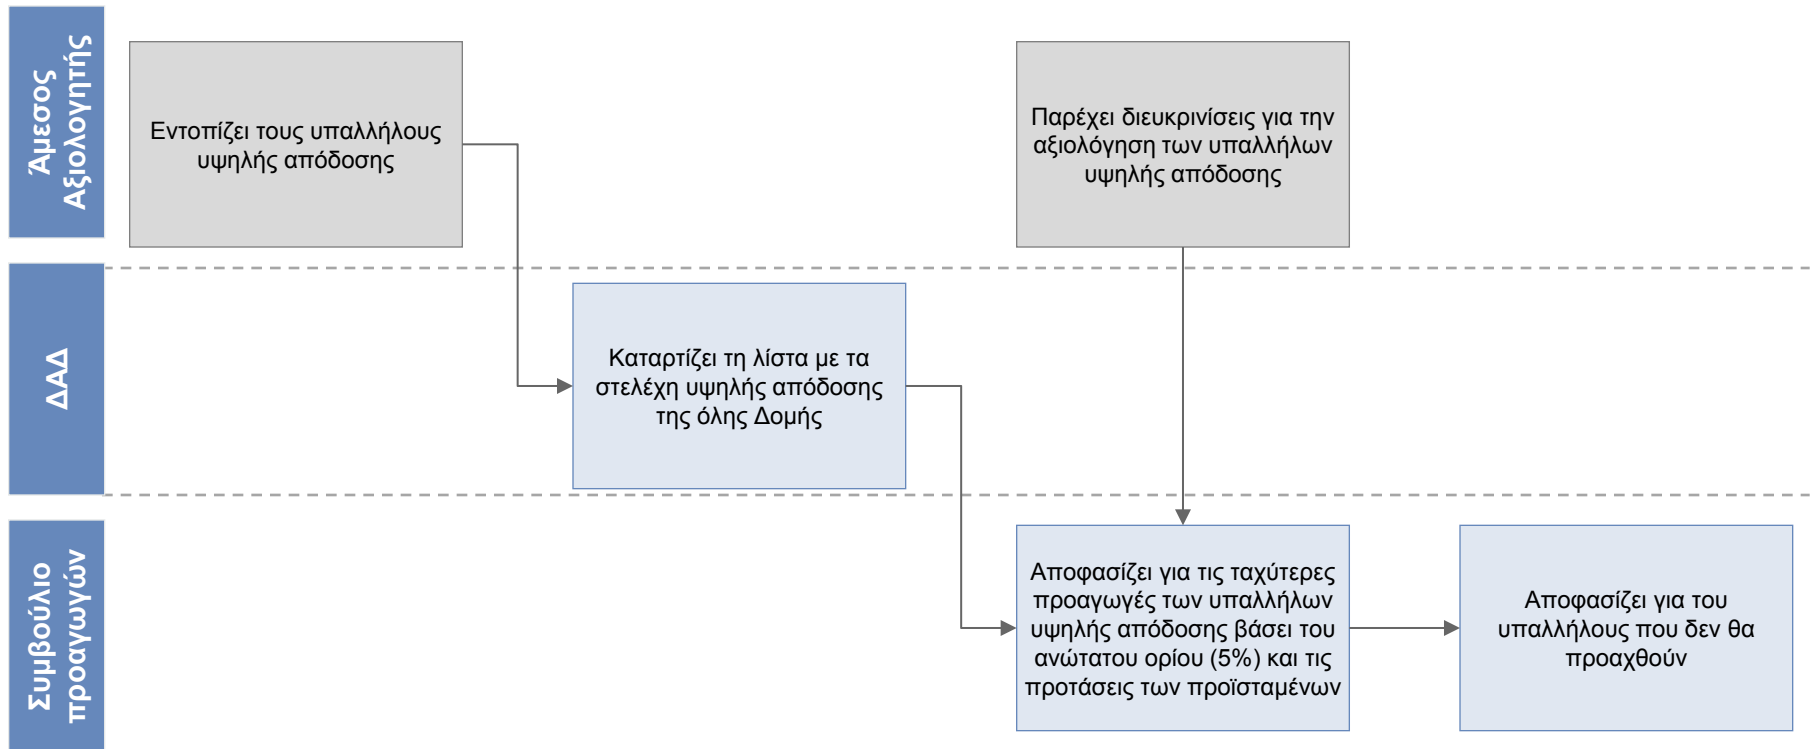 Άμεσος
Αξιολογητής
Εντοπίζει τους υπαλλήλους
υψηλής απόδοσης
Παρέχει διευκρινίσεις για την
αξιολόγηση των υπαλλήλων
υψηλής απόδοσης
ΔΑΔ
Καταρτίζει τη λίστα με τα
στελέχη υψηλής απόδοσης
της όλης Δομής
Συμβούλιο
προαγωγών
Αποφασίζει για τις ταχύτερες
προαγωγές των υπαλλήλων
υψηλής απόδοσης βάσει του
ανώτατου ορίου (5%) και τις
προτάσεις των προϊσταμένων
Αποφασίζει για του
υπαλλήλους που δεν θα
προαχθούν